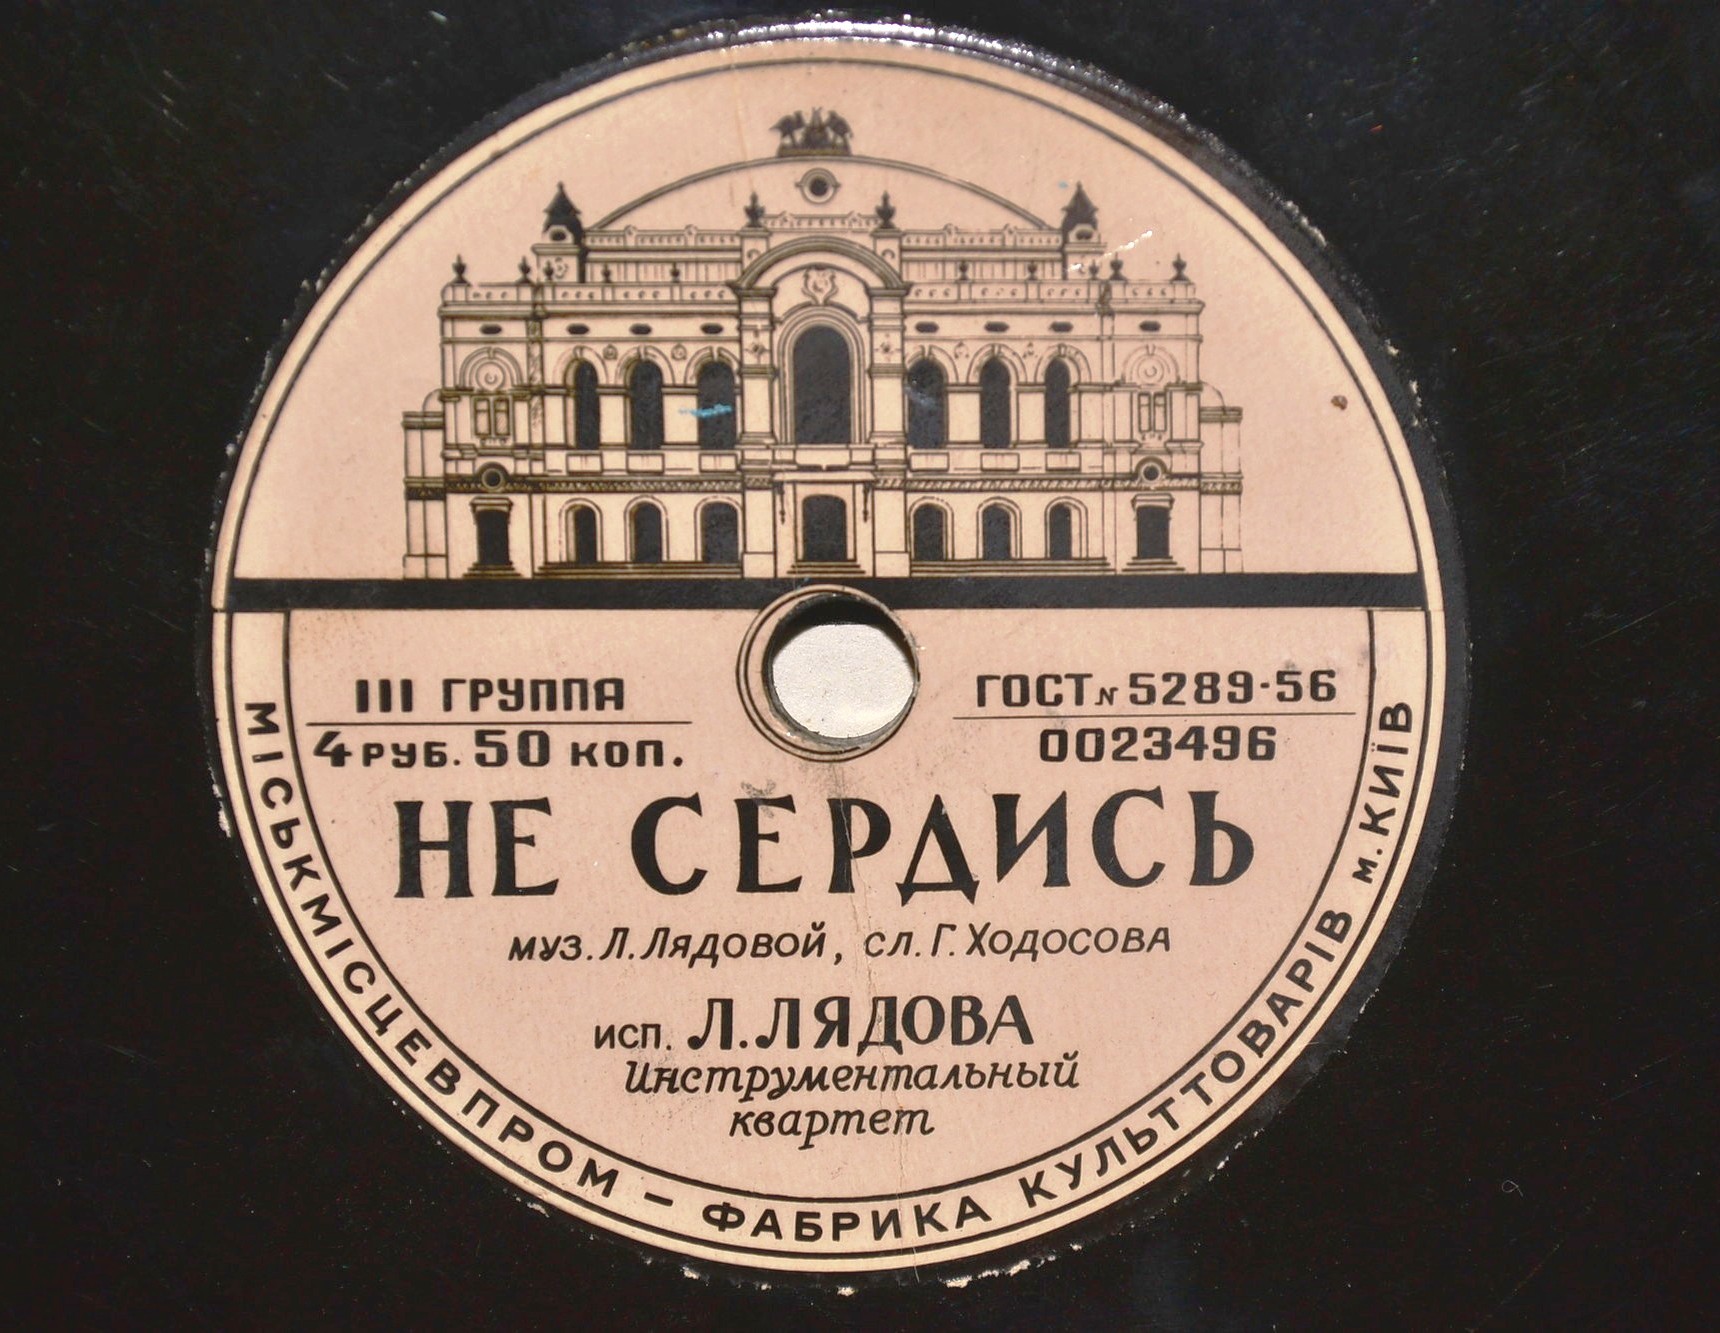 III ГРУППА
4 РУБ. 50 КОП.
ГОСТ № 5289-56
0023496
НЕ СЕРДИСЬ
муз. Л. Лядовой, сл. Г. Ходосова
исп. Л. ЛЯДОВА
Инструментальный
квартет
МІСЬКМІСЦЕВПРОМ – ФАБРИКА КУЛЬТТОВАРІВ м. КИЇВ